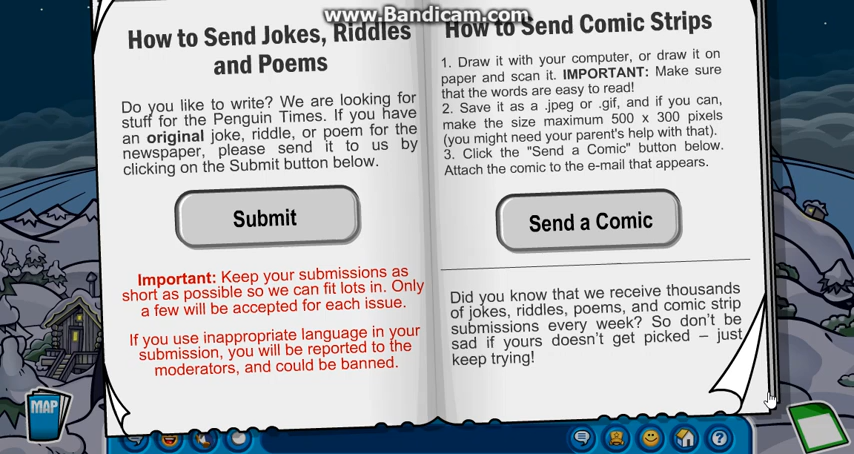 www.Bandicam.com
How to Send Jokes, Riddles
and Poems
Do you like to write? We are looking for
stuff for the Penguin Times. If you have
an original joke, riddle, or poem for the
newspaper, please send it to us by
clicking on the Submit button below.
Submit
Important: Keep your submissions as
short as possible so we can fit lots in. Only
a few will be accepted for each issue.
If you use inappropriate language in your
submission, you will be reported to the
moderators, and could be banned.
How to Send Comic Strips
1. Draw it with your computer, or draw it on
paper and scan it. IMPORTANT: Make sure
that the words are easy to read!
2. Save it as a .jpeg or .gif, and if you can,
make the size maximum 500 x 300 pixels
(you might need your parent's help with that).
3. Click the "Send a Comic" button below.
Attach the comic to the e-mail that appears.
Send a Comic
Did you know that we receive thousands
of jokes, riddles, poems, and comic strip
submissions every week? So don't be
sad if yours doesn't get picked – just
keep trying!
MAP
?